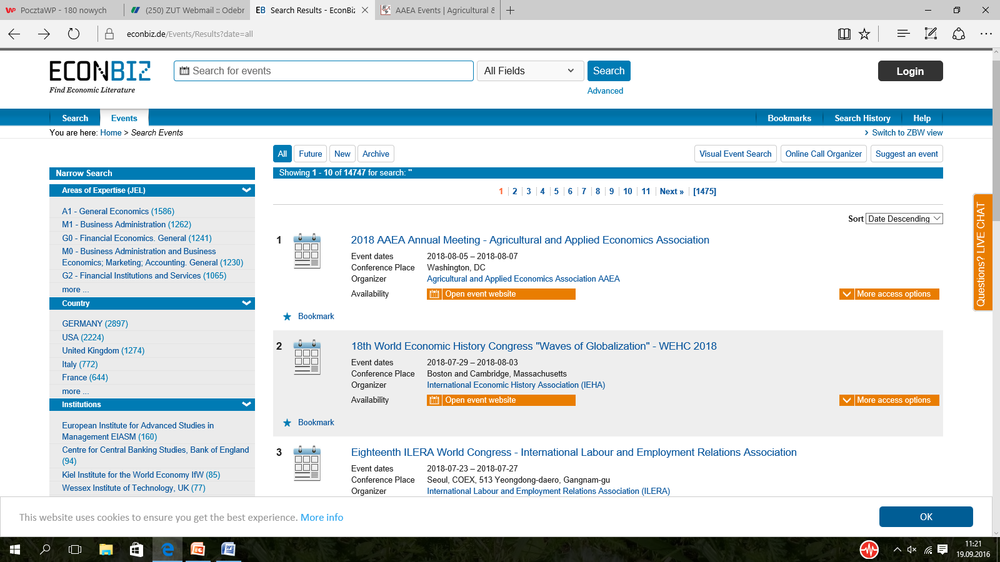 PocztaWP - 180 nowych
(250) ZUT Webmail :: Odebr
EB Search Results - EconBiz
AAEA Events | Agricultural &
econbiz.de/Events/Results?date=all
ECONBIZ
Find Economic Literature
Search for events
All Fields
Search
Advanced
Login
Search
Events
Bookmarks
Search History
Help
You are here: Home > Search Events
Switch to ZBW view
All
Future
New
Archive
Visual Event Search
Online Call Organizer
Suggest an event
Narrow Search
Areas of Expertise (JEL)
A1 - General Economics (1586)
M1 - Business Administration (1262)
G0 - Financial Economics. General (1241)
M0 - Business Administration and Business
Economics; Marketing; Accounting. General (1230)
G2 - Financial Institutions and Services (1065)
more ...
Country
GERMANY (2897)
USA (2224)
United Kingdom (1274)
Italy (772)
France (644)
more ...
Institutions
European Institute for Advanced Studies in
Management EIASM (160)
Centre for Central Banking Studies, Bank of England
(94)
Kiel Institute for the World Economy IfW (85)
Wessex Institute of Technology, UK (77)
Showing 1 - 10 of 14747 for search: ''
1 2 3 4 5 6 7 8 9 10 11 Next » [1475]
Sort Date Descending
1
2018 AAEA Annual Meeting - Agricultural and Applied Economics Association
Event dates 2018-08-05 – 2018-08-07
Conference Place Washington, DC
Organizer Agricultural and Applied Economics Association AAEA
Availability Open event website More access options
Bookmark
2
18th World Economic History Congress "Waves of Globalization" - WEHC 2018
Event dates 2018-07-29 – 2018-08-03
Conference Place Boston and Cambridge, Massachusetts
Organizer International Economic History Association (IEHA)
Availability Open event website More access options
Bookmark
3
Eighteenth ILERA World Congress - International Labour and Employment Relations Association
Event dates 2018-07-23 – 2018-07-27
Conference Place Seoul, COEX, 513 Yeongdong-daero, Gangnam-gu
Organizer International Labour and Employment Relations Association (ILERA)
Questions? LIVE CHAT
This website uses cookies to ensure you get the best experience. More info
OK
11:21
19.09.2016